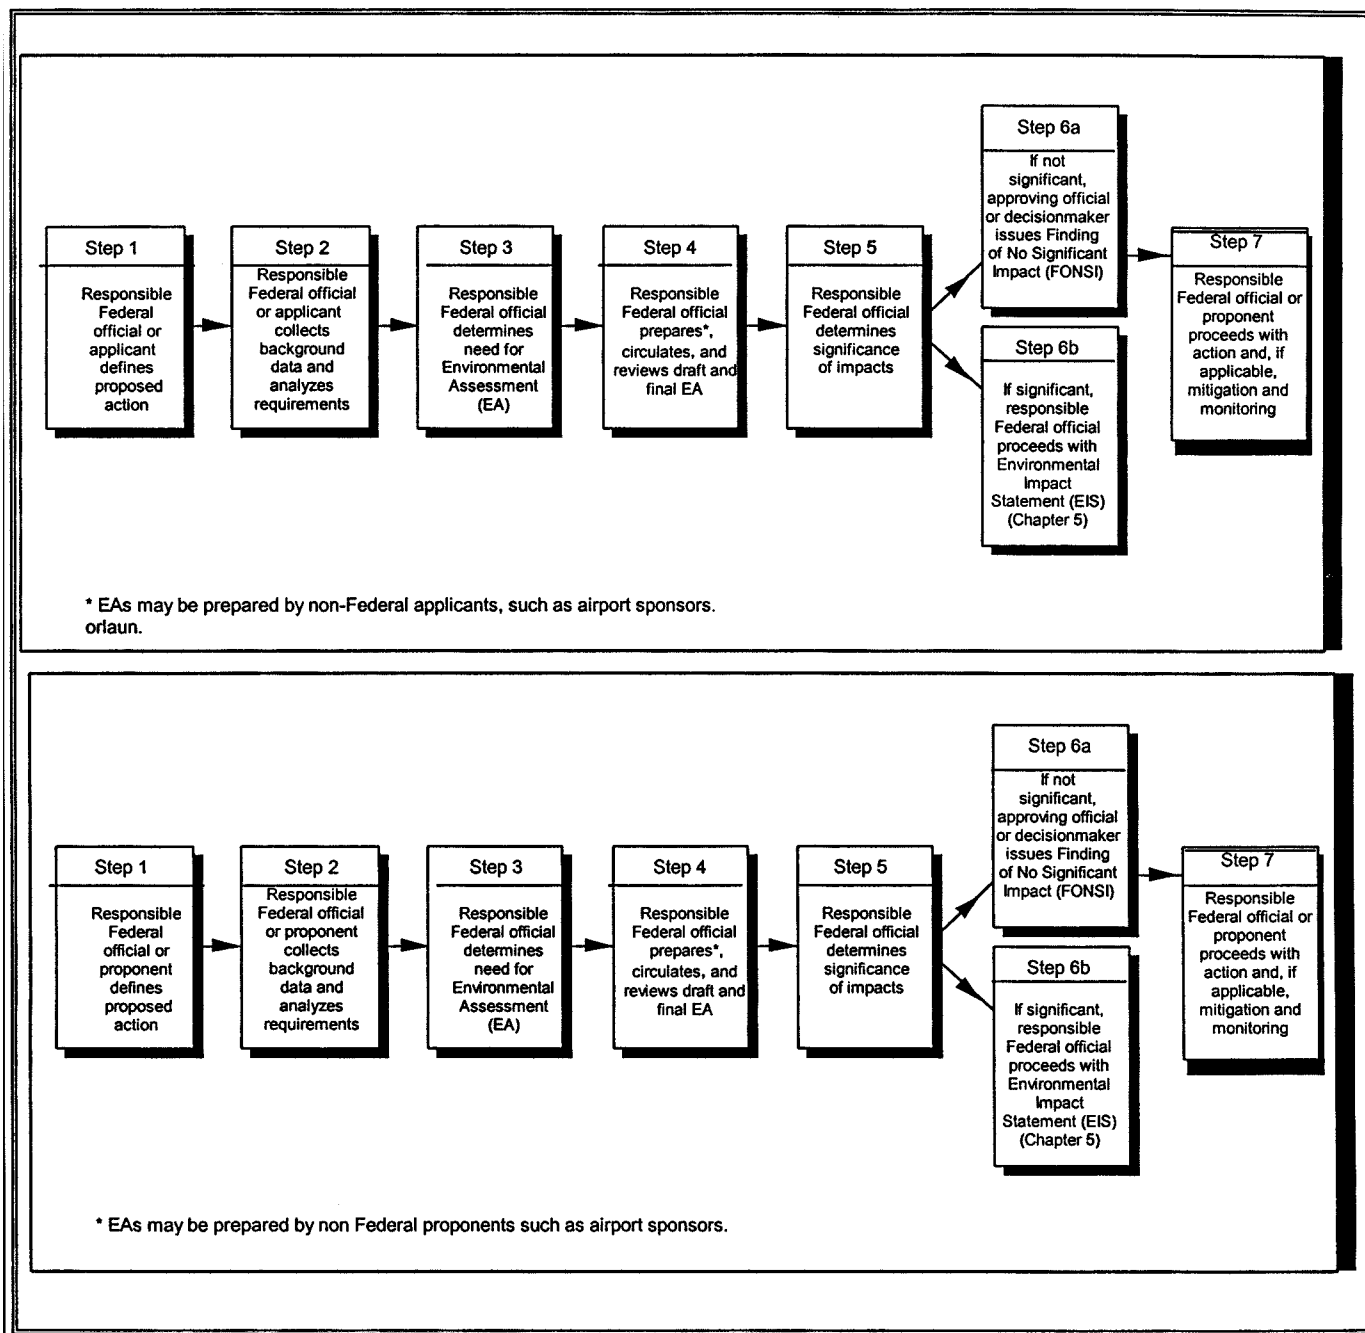 Step 1
Responsible
Federal
official or
applicant
defines
proposed
action
Step 2
Responsible
Federal official
or applicant
collects
background
data and
analyzes
requirements
Step 3
Responsible
Federal official
determines
need for
Environmental
Assessment
(EA)
Step 4
Responsible
Federal official
prepares*,
circulates, and
reviews draft and
final EA
Step 5
Responsible
Federal official
determines
significance
of impacts
Step 6a
If not
significant,
approving official
or decisionmaker
issues Finding
of No Significant
Impact (FONSI)
Step 6b
If significant,
responsible
Federal official
proceeds with
Environmental
Impact
Statement (EIS)
(Chapter 5)
Step 7
Responsible
Federal official or
proponent
proceeds with
action and, if
applicable,
mitigation and
monitoring
* EAs may be prepared by non-Federal applicants, such as airport sponsors.
orlaun.
Step 1
Responsible
Federal
official or
proponent
defines
proposed
action
Step 2
Responsible
Federal official
or proponent
collects
background
data and
analyzes
requirements
Step 3
Responsible
Federal official
determines
need for
Environmental
Assessment
(EA)
Step 4
Responsible
Federal official
prepares*,
circulates, and
reviews draft and
final EA
Step 5
Responsible
Federal official
determines
significance
of impacts
Step 6a
If not
significant,
approving official
or decisionmaker
issues Finding
of No Significant
Impact (FONSI)
Step 6b
If significant,
responsible
Federal official
proceeds with
Environmental
Impact
Statement (EIS)
(Chapter 5)
Step 7
Responsible
Federal official or
proponent
proceeds with
action and, if
applicable,
mitigation and
monitoring
* EAs may be prepared by non Federal proponents such as airport sponsors.